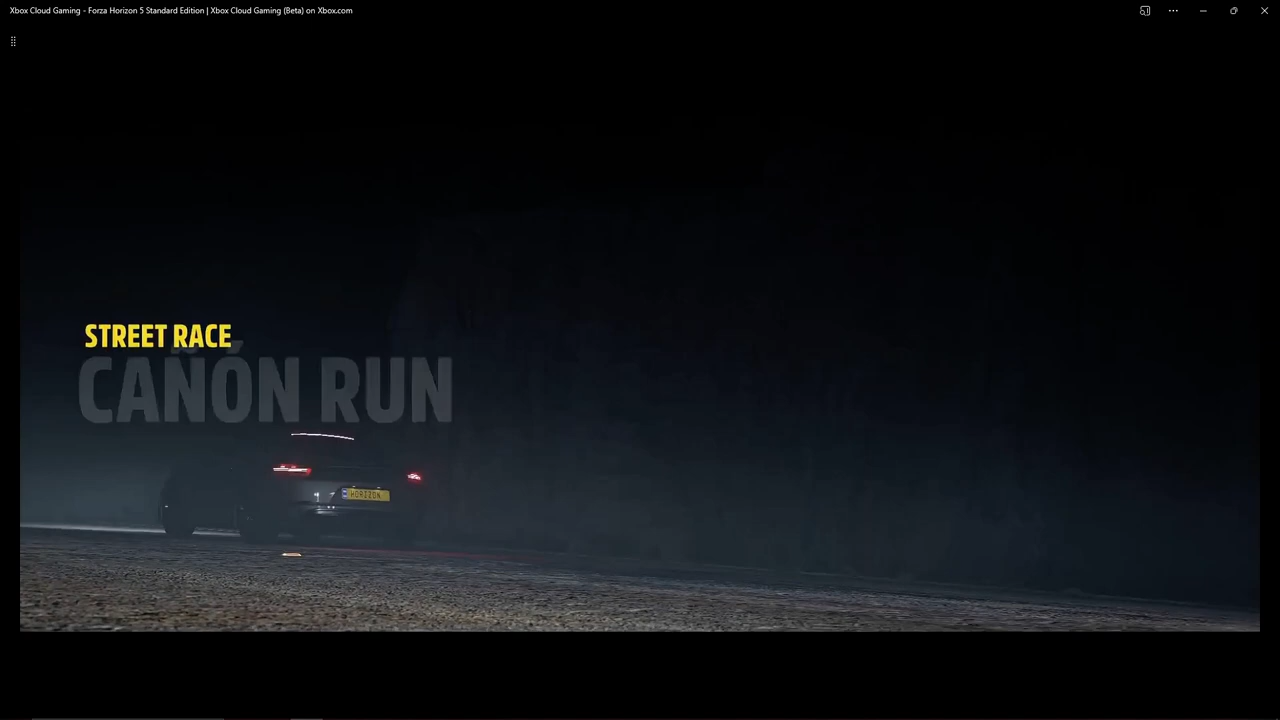 Xbox Cloud Gaming - Forza Horizon 5 Standard Edition | Xbox Cloud Gaming (Beta) on Xbox.com
STREET RACE
CAÑÓN RUN
HORIZON